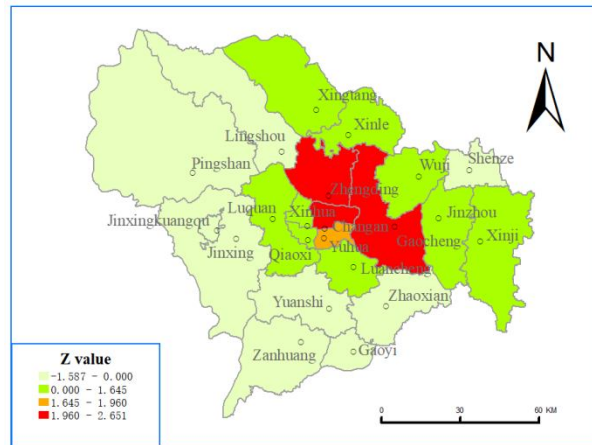 N
Xingtang
Xinle
Lingshou
Pingshan
Wuji
Shenze
Zhengding
Jinxingkuangqu
Luquan
Xinhua
Changan
Jinzhou
Gaocheng
Xinji
Jinxing
Qiaoxi
Yuhua
Luancheng
Yuanshi
Zhaoxian
Zanhuang
Gaoyi
Z value
-1.587 - 0.000
0.000 - 1.645
1.645 - 1.960
1.960 - 2.651
0 30 60 KM